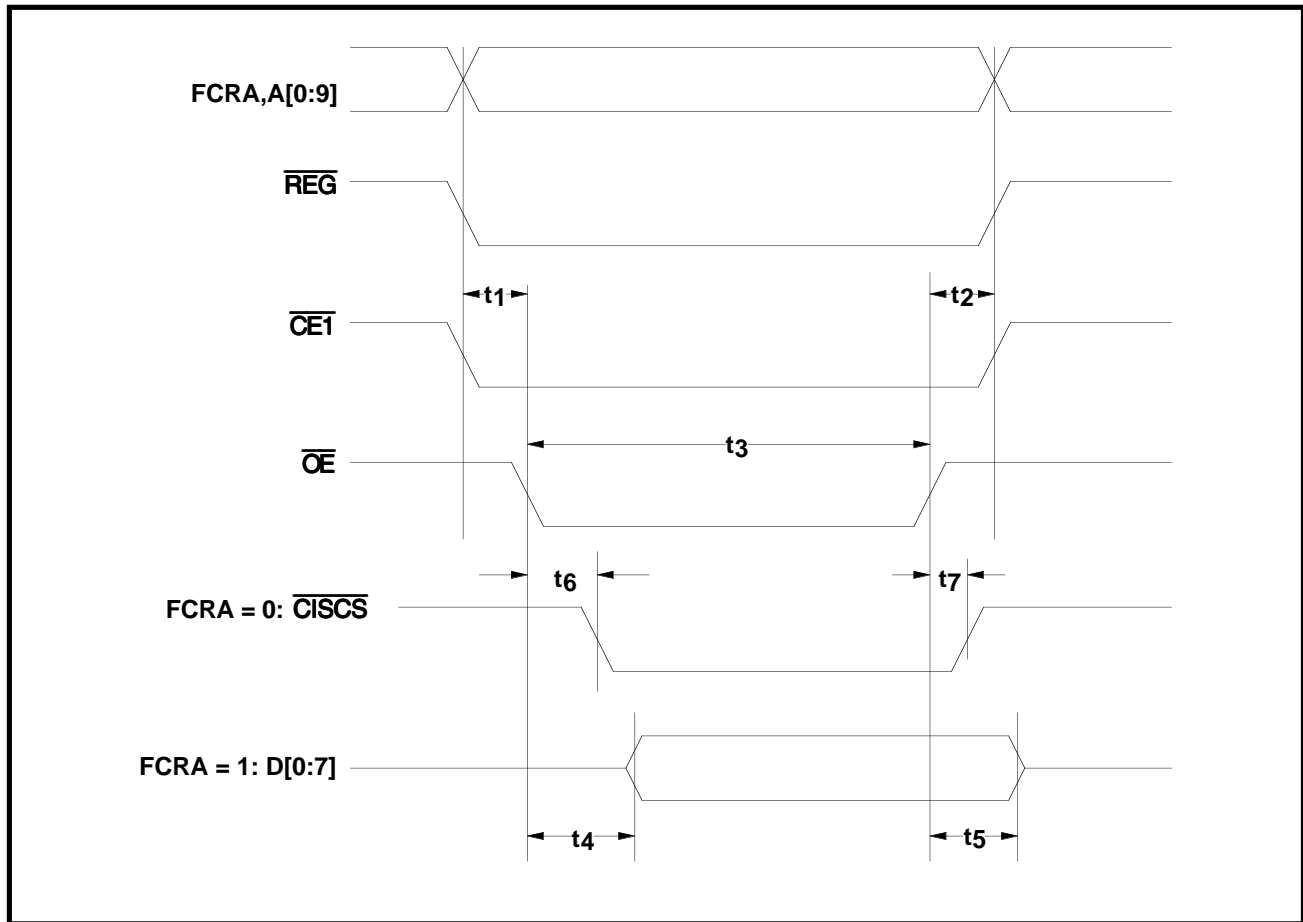 FCRA,A[0:9]
REG
t1
t2
CE1
t3
OE
t6
t7
FCRA = 0: CISCS
FCRA = 1: D[0:7]
t4
t5